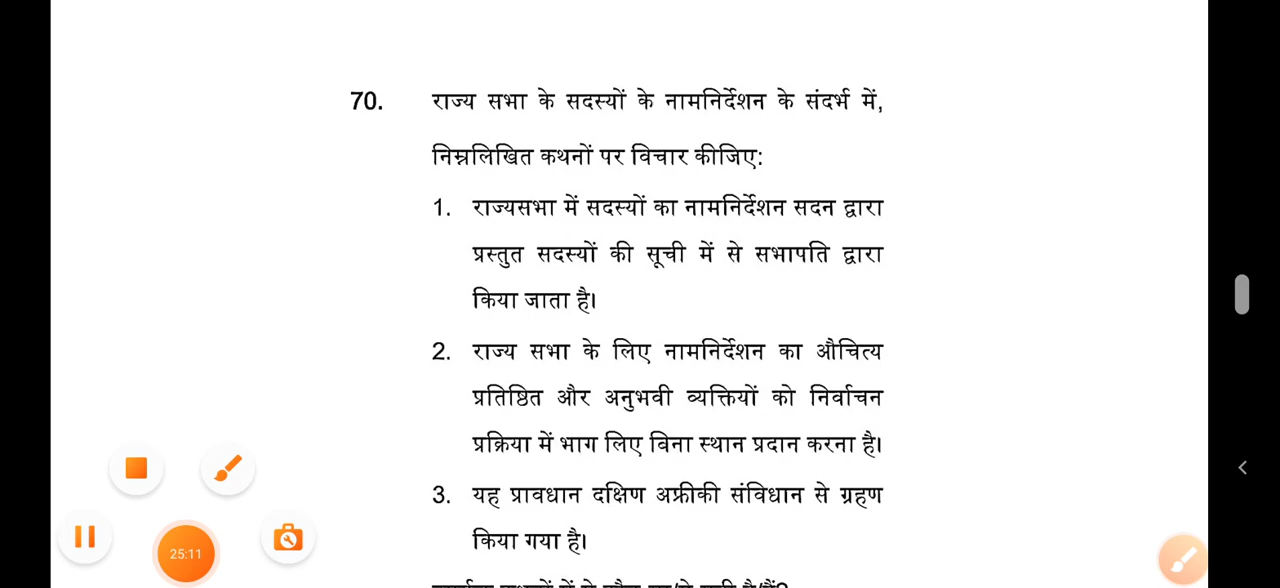 70. राज्य सभा के सदस्यों के नामनिर्देशन के संदर्भ में,
निम्नलिखित कथनों पर विचार कीजिए:
1. राज्यसभा में सदस्यों का नामनिर्देशन सदन द्वारा
प्रस्तुत सदस्यों की सूची में से सभापति द्वारा
किया जाता है।
2. राज्य सभा के लिए नामनिर्देशन का औचित्य
प्रतिष्ठित और अनुभवी व्यक्तियों को निर्वाचन
प्रक्रिया में भाग लिए बिना स्थान प्रदान करना है।
3. यह प्रावधान दक्षिण अफ्रीकी संविधान से ग्रहण
किया गया है।
25:11